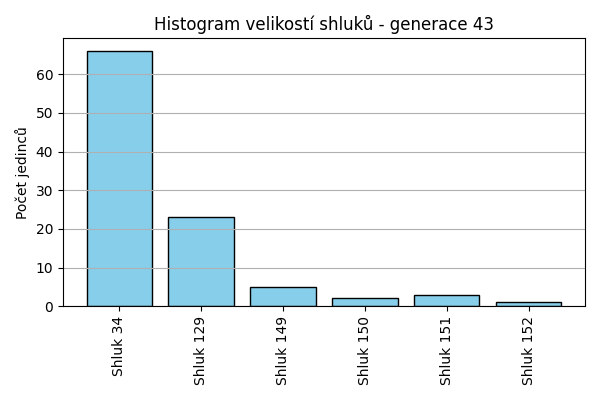 Histogram velikostí shluků - generace 43
Počet jedinců
60
50
40
30
20
10
0
Shluk 34
Shluk 129
Shluk 149
Shluk 150
Shluk 151
Shluk 152